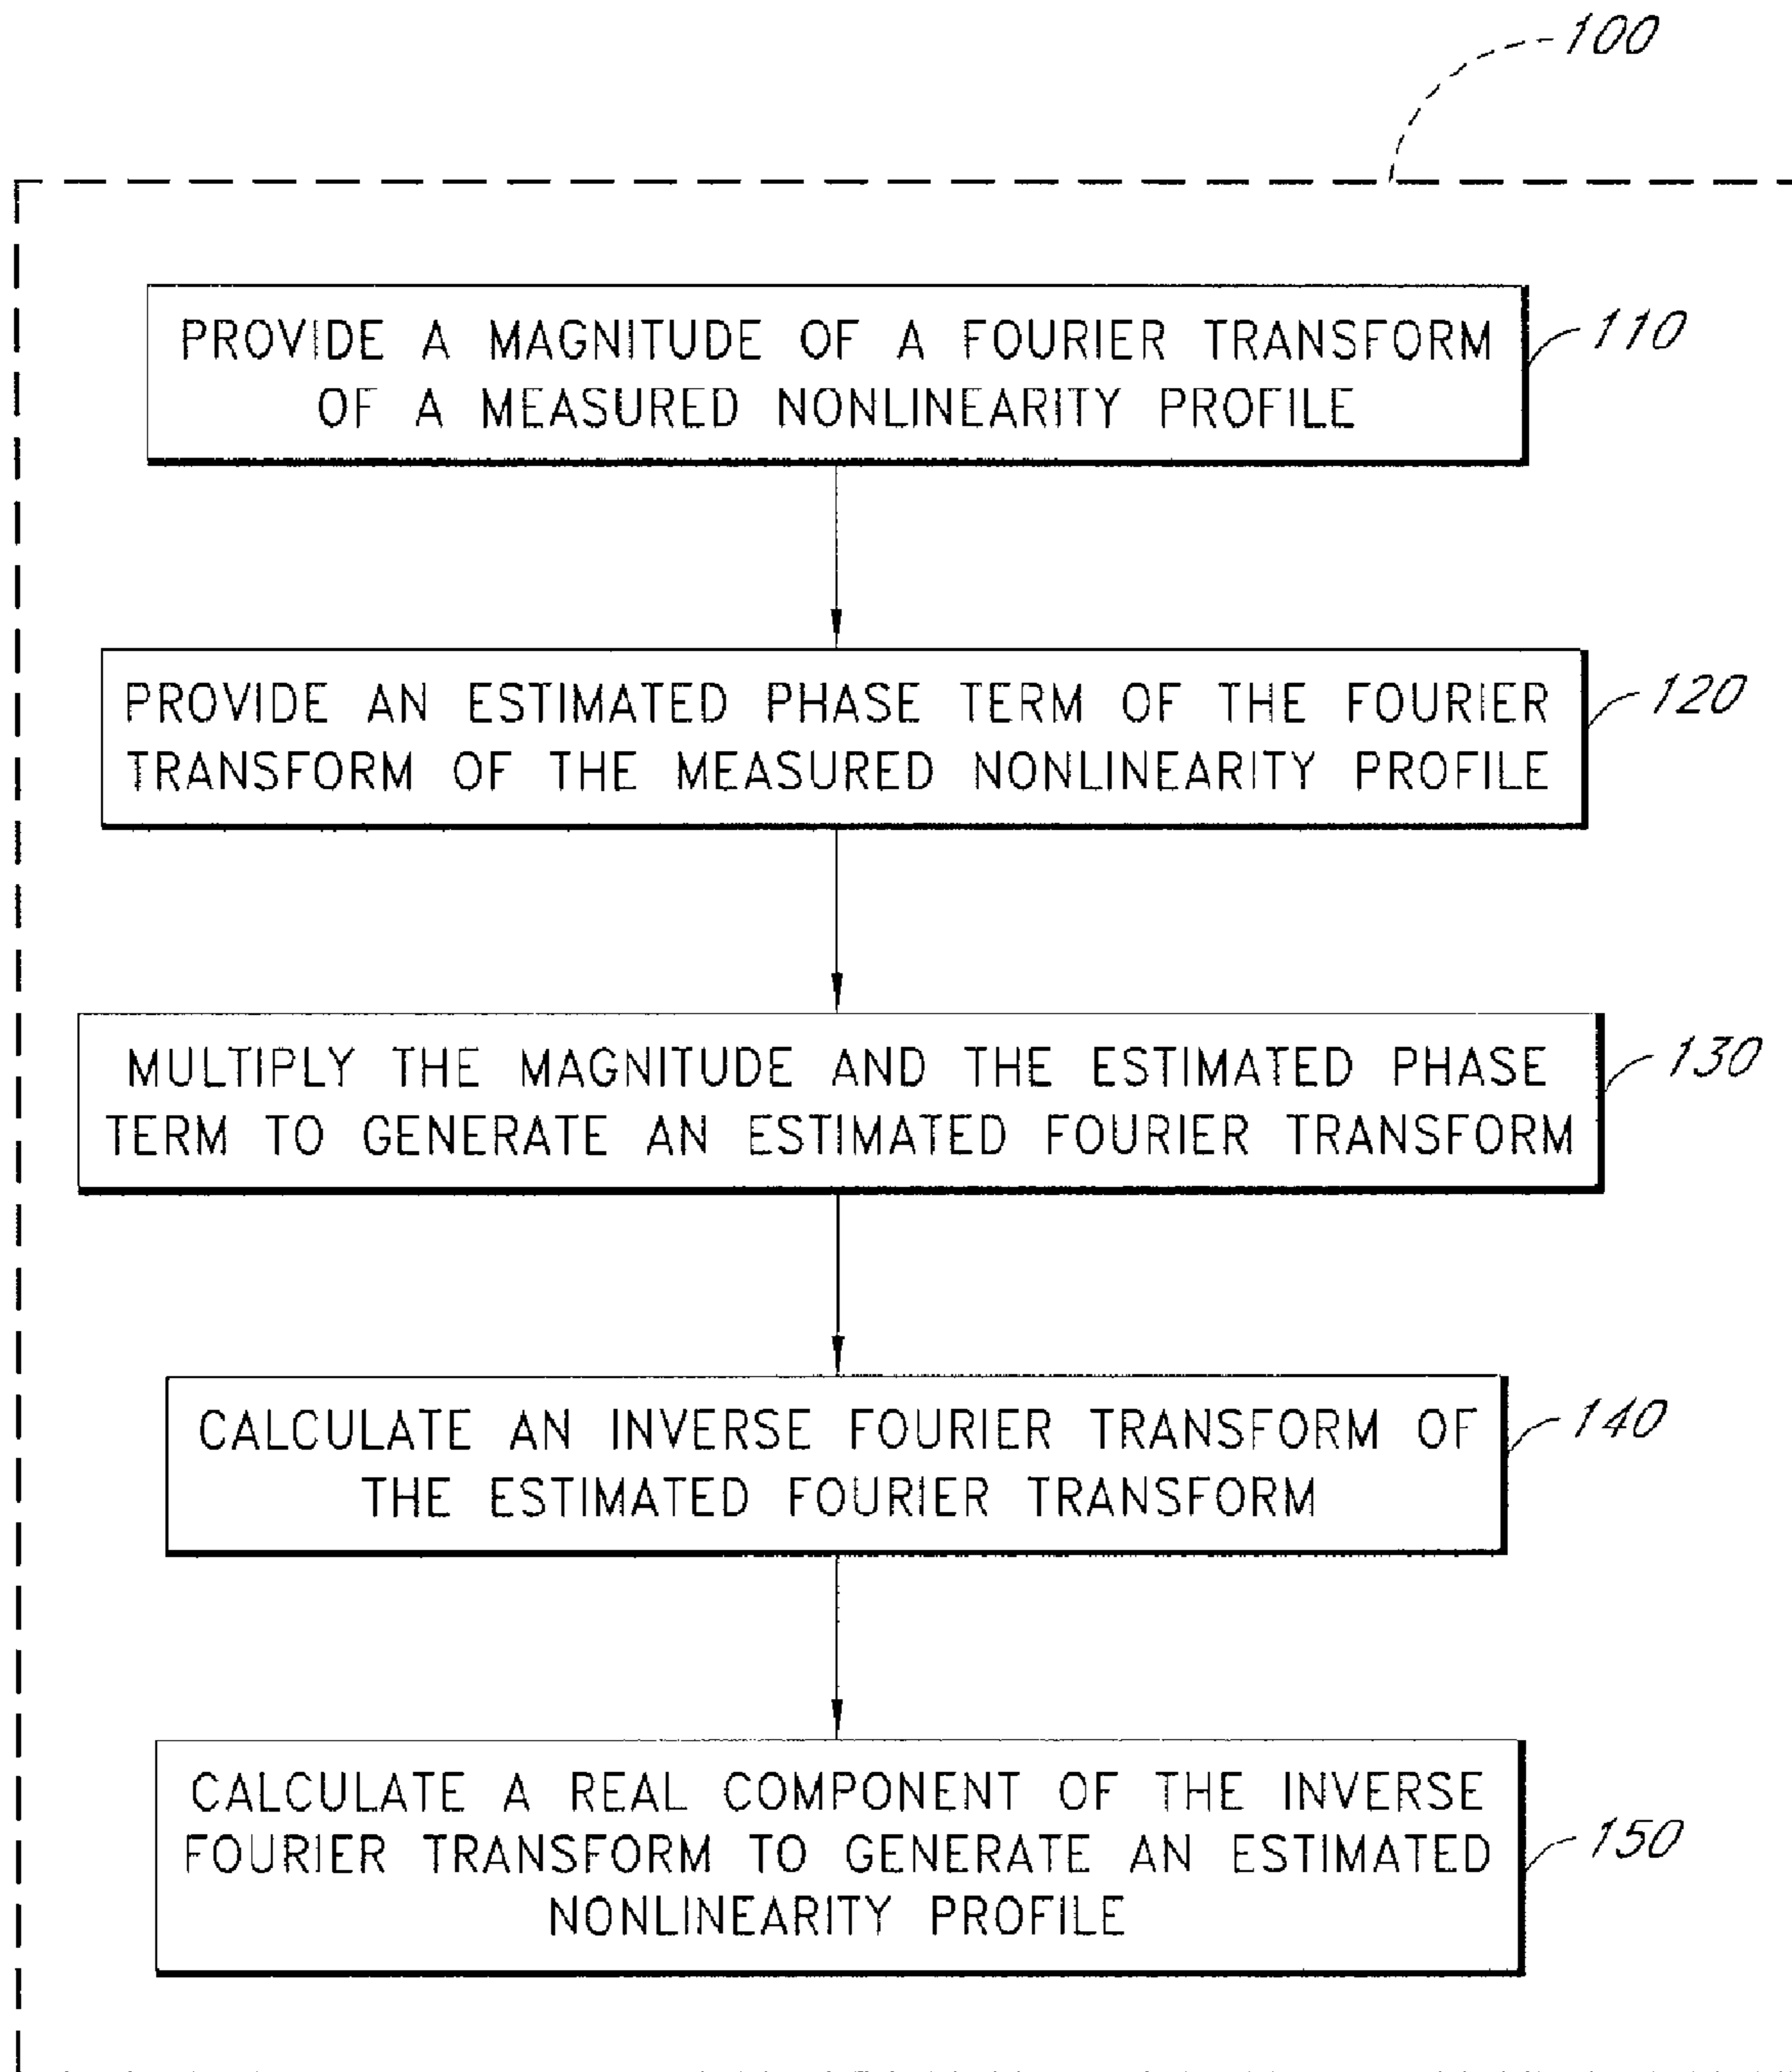 100
PROVIDE A MAGNITUDE OF A FOURIER TRANSFORM
OF A MEASURED NONLINEARITY PROFILE
110
PROVIDE AN ESTIMATED PHASE TERM OF THE FOURIER
TRANSFORM OF THE MEASURED NONLINEARITY PROFILE
120
MULTIPLY THE MAGNITUDE AND THE ESTIMATED PHASE
TERM TO GENERATE AN ESTIMATED FOURIER TRANSFORM
130
CALCULATE AN INVERSE FOURIER TRANSFORM OF
THE ESTIMATED FOURIER TRANSFORM
140
CALCULATE A REAL COMPONENT OF THE INVERSE
FOURIER TRANSFORM TO GENERATE AN ESTIMATED
NONLINEARITY PROFILE
150